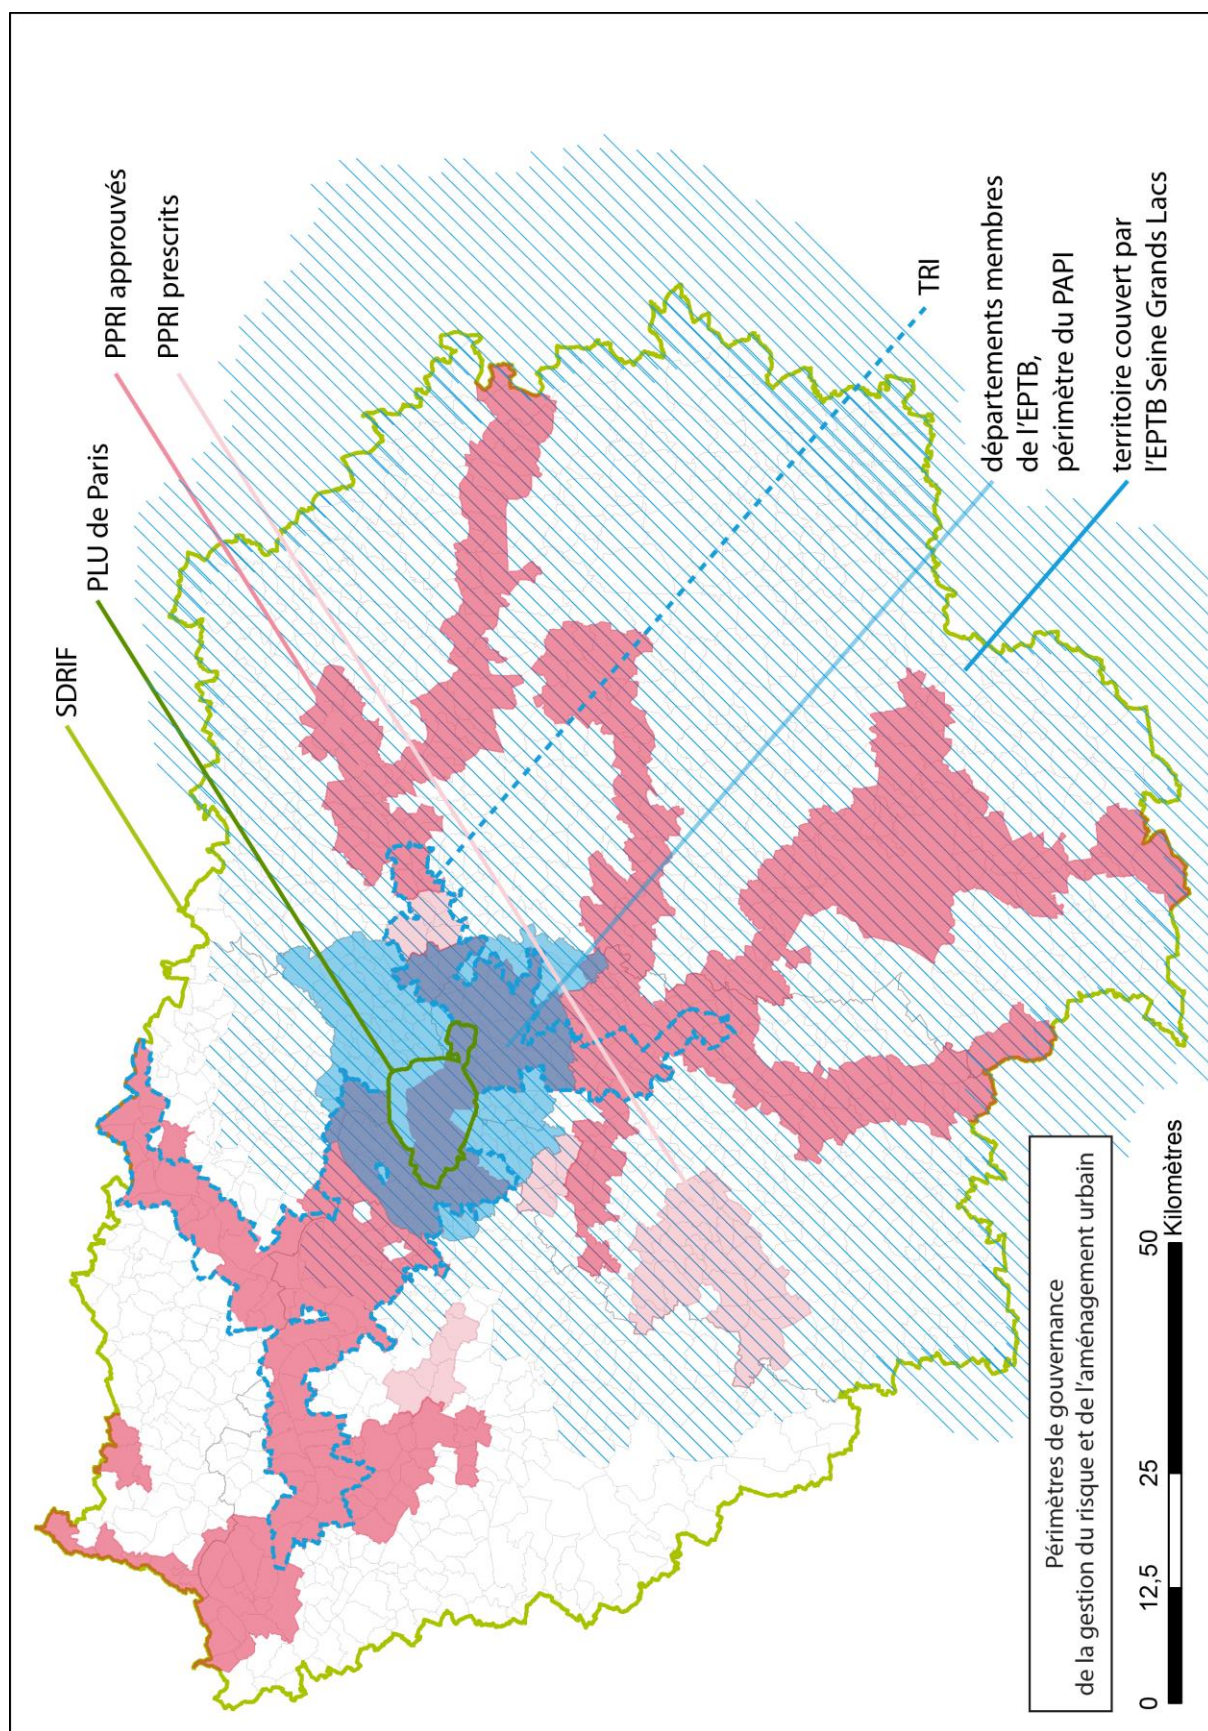 SDRIF
PLU de Paris
PPRI approuvés
PPRI prescrits
TRI
départements membres
de l'EPTB,
périmètre du PAPI
territoire couvert par
l'EPTB Seine Grands Lacs
Périmètres de gouvernance
de la gestion du risque et de l'aménagement urbain
0 12,5 25 50
Kilomètres